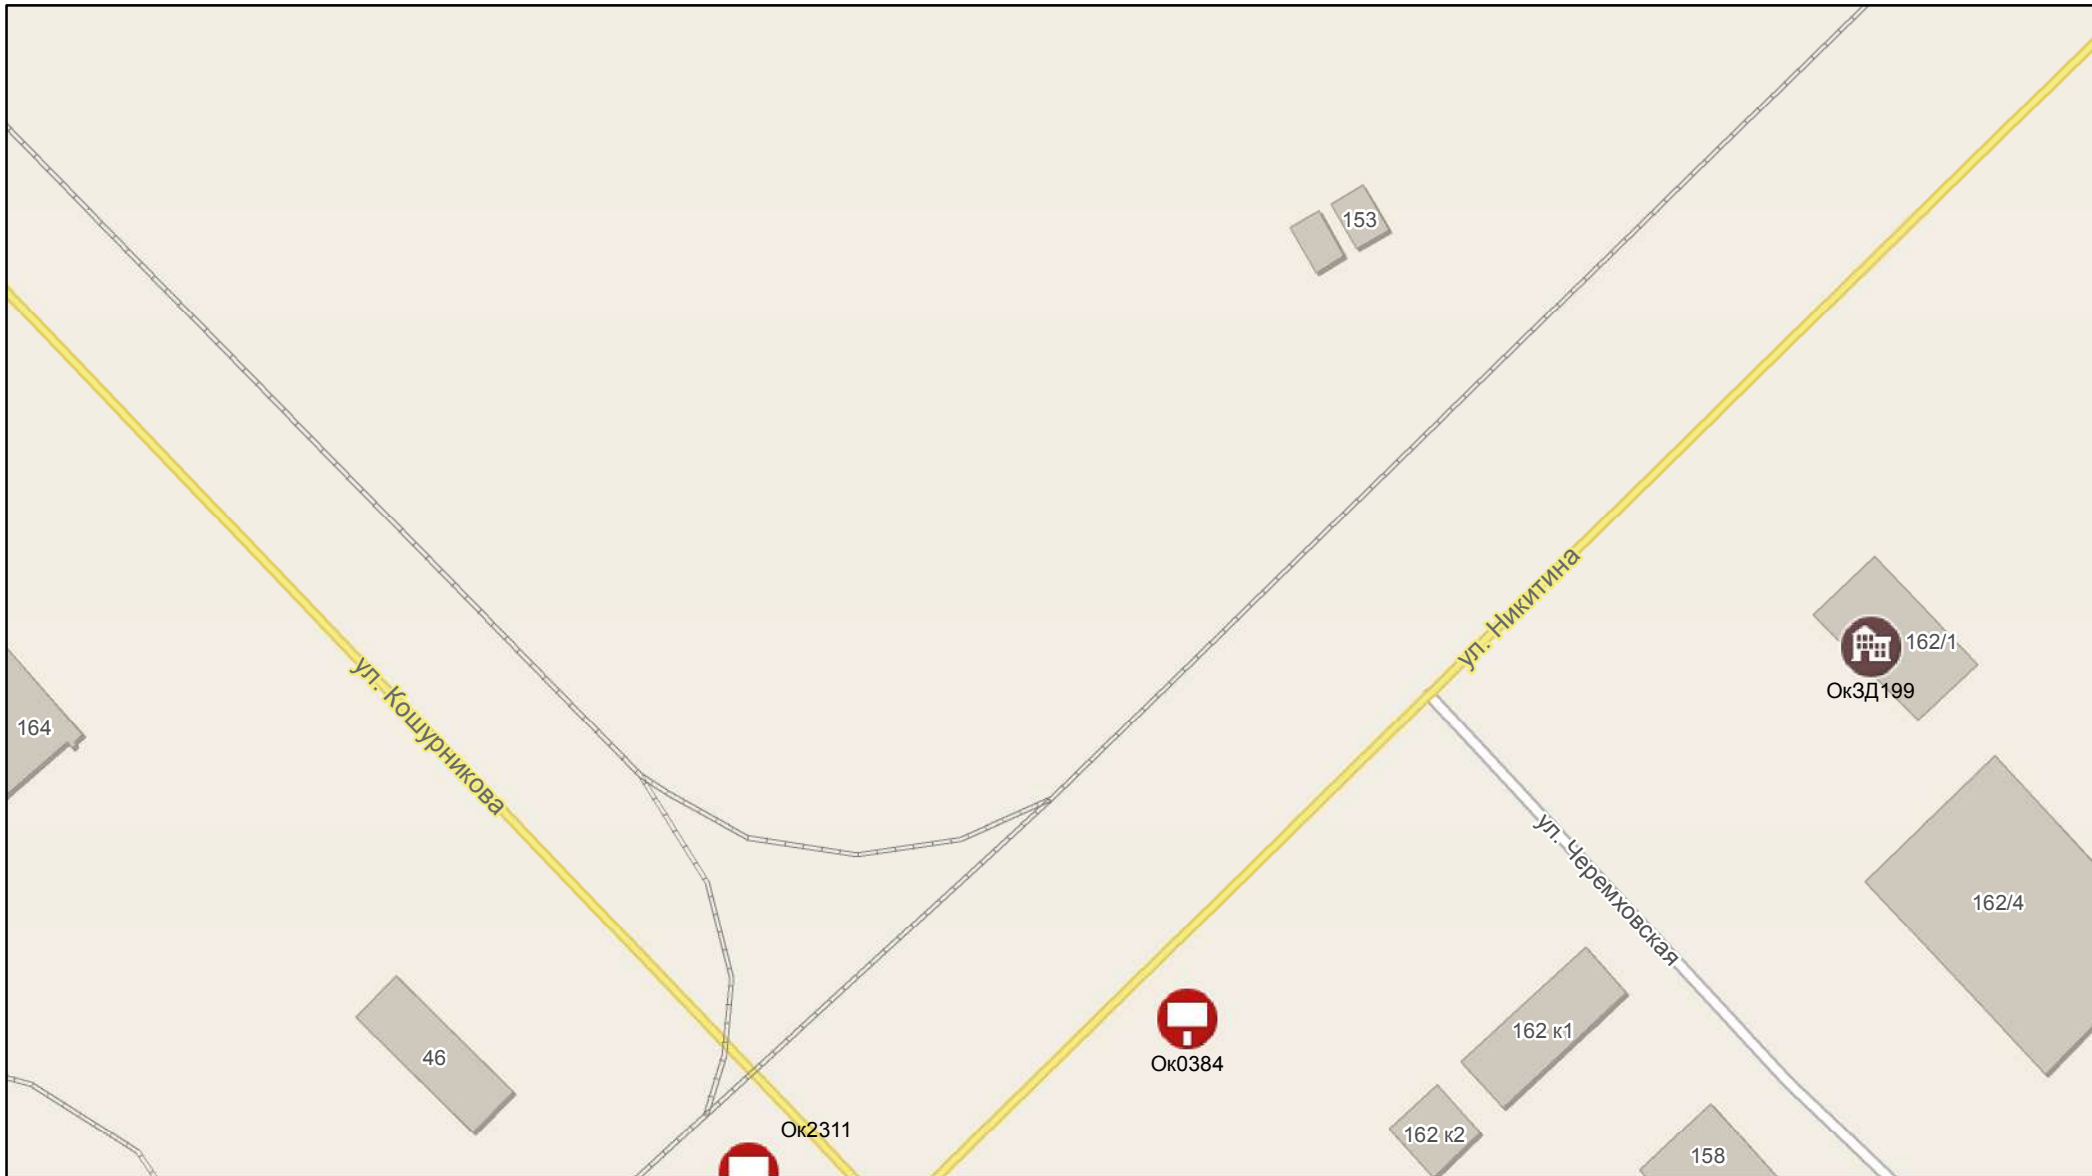 153
ул. Никитина
162/1
ОкЗД199
ул. Кошурникова
164
ул. Черемховская
162/4
162 к1
46
Ок0384
Ок2311
162 к2
158